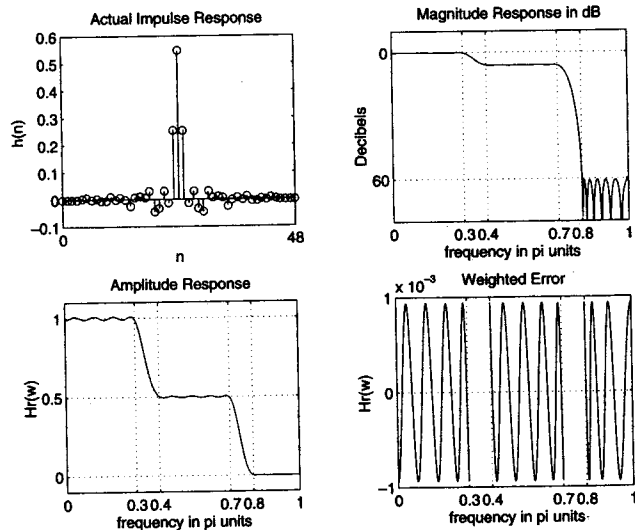 Actual Impulse Response
0.6
0.5
0.4
0.3
0.2
0.1
0
−0.1
h(n)
0
48
n
Magnitude Response in dB
0
60
Decibels
0
0.30.4
0.70.8
1
frequency in pi units
Amplitude Response
1
0.5
0
Hr(w)
0
0.30.4
0.70.8
1
frequency in pi units
Weighted Error
1 x 10⁻³
0
−1
Hr(w)
0
0.30.4
0.70.8
1
frequency in pi units